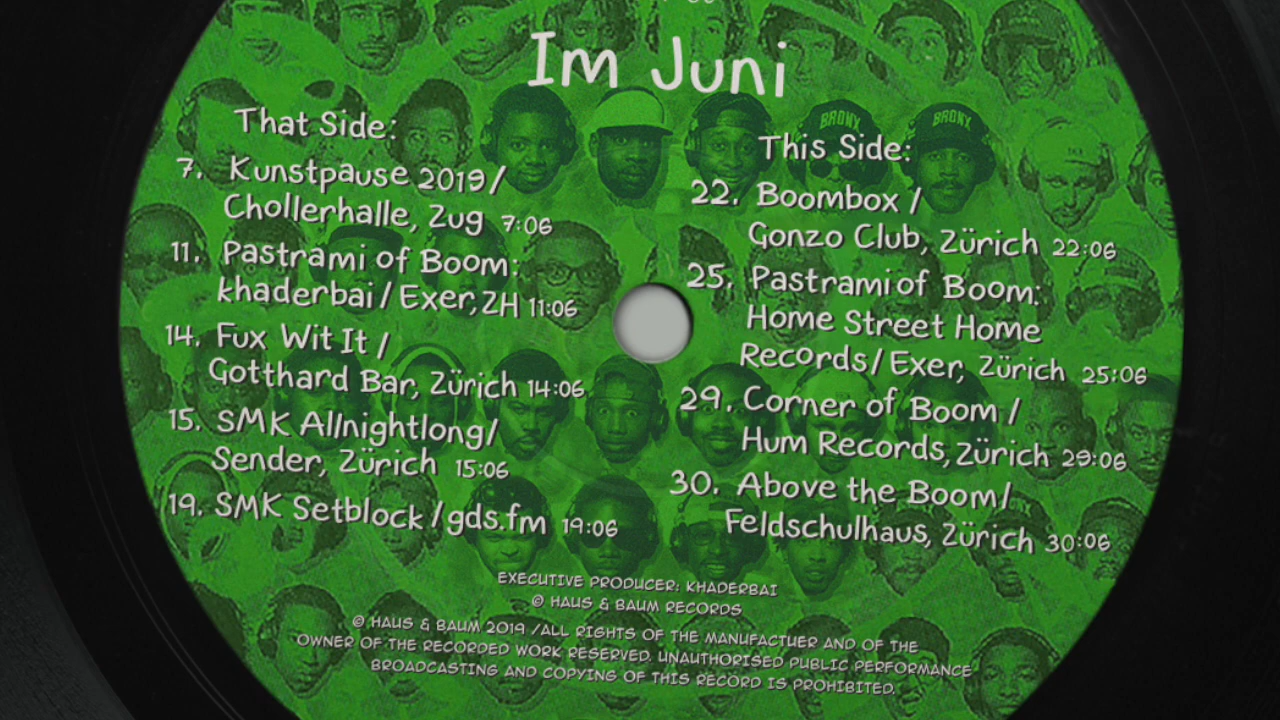 Im Juni
That Side:
7. Kunstpause 2019/
Chollerhalle, Zug 7:06
11. Pastrami of Boom:
khaderbai / Exer, ZH 11:06
14. Fux Wit It /
Gotthard Bar, Zürich 14:06
15. SMK Allnightlong/
Sender, Zürich 15:06
19. SMK Setblock / gds.fm 19:06
This Side:
22. Boombox /
Gonzo Club, Zürich 22:06
25. Pastrami of Boom:
Home Street Home
Records / Exer, Zürich 25:06
29. Corner of Boom /
Hum Records, Zürich 29:06
30. Above the Boom/
Feldschulhaus, Zürich 30:06
EXECUTIVE PRODUCER: KHADERBAI
© HAUS & BAUM RECORDS
© HAUS & BAUM 2019 /ALL RIGHTS OF THE MANUFACTUER AND OF THE
OWNER OF THE RECORDED WORK RESERVED. UNAUTHORISED PUBLIC PERFORMANCE
BROADCASTING AND COPYING OF THIS RECORD IS PROHIBITED.
BRONX
BRONX